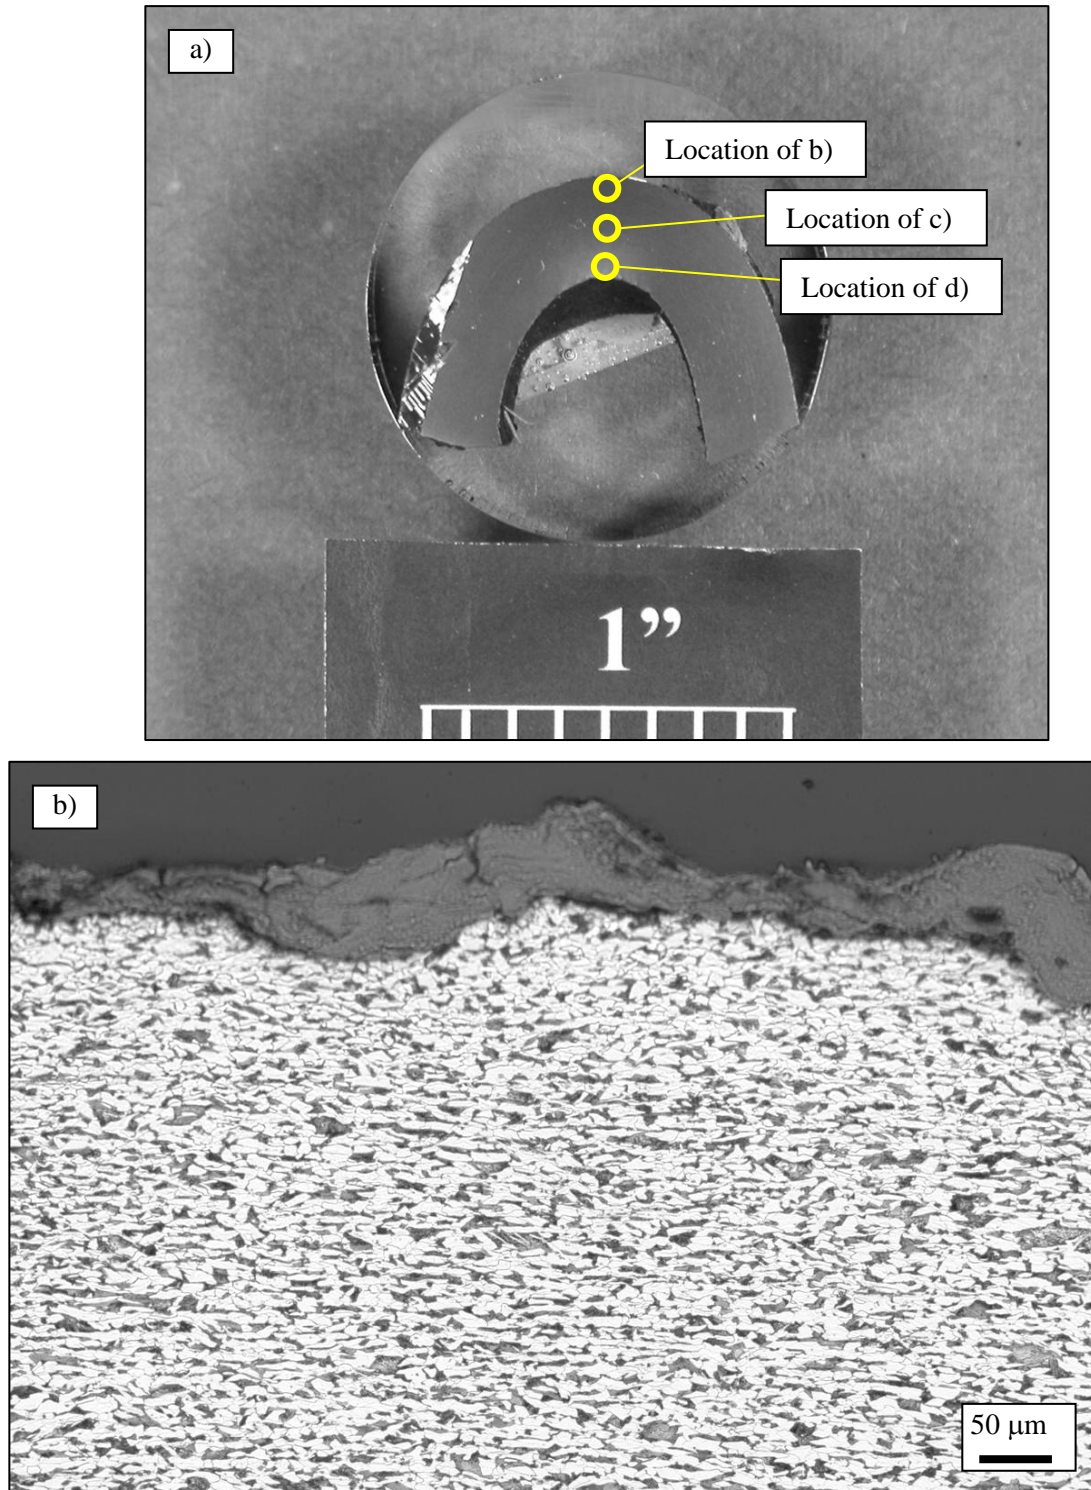 a)
Location of b)
Location of c)
Location of d)
1”
b)
50 μm